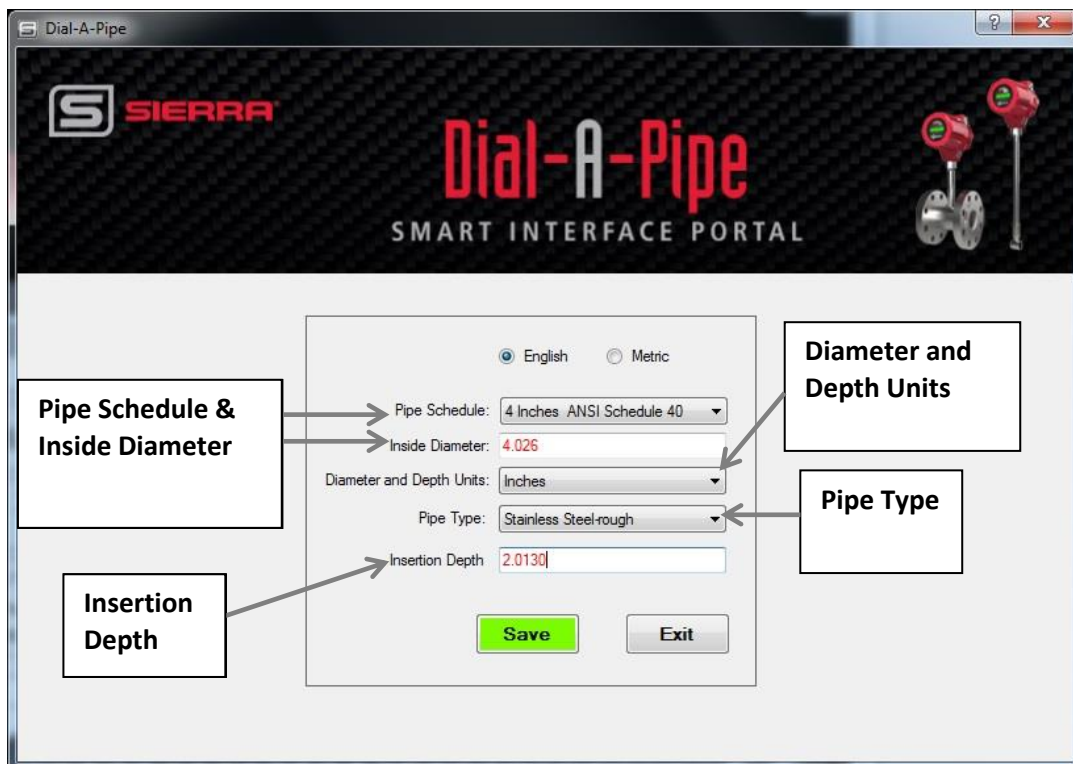 Dial-A-Pipe
?
X
S SIERRA
Dial-A-Pipe
SMART INTERFACE PORTAL
English Metric
Pipe Schedule: 4 Inches ANSI Schedule 40
Inside Diameter: 4.026
Diameter and Depth Units: Inches
Pipe Type: Stainless Steel-rough
Insertion Depth 2.0130
Save Exit
Pipe Schedule &
Inside Diameter
Insertion
Depth
Diameter and
Depth Units
Pipe Type